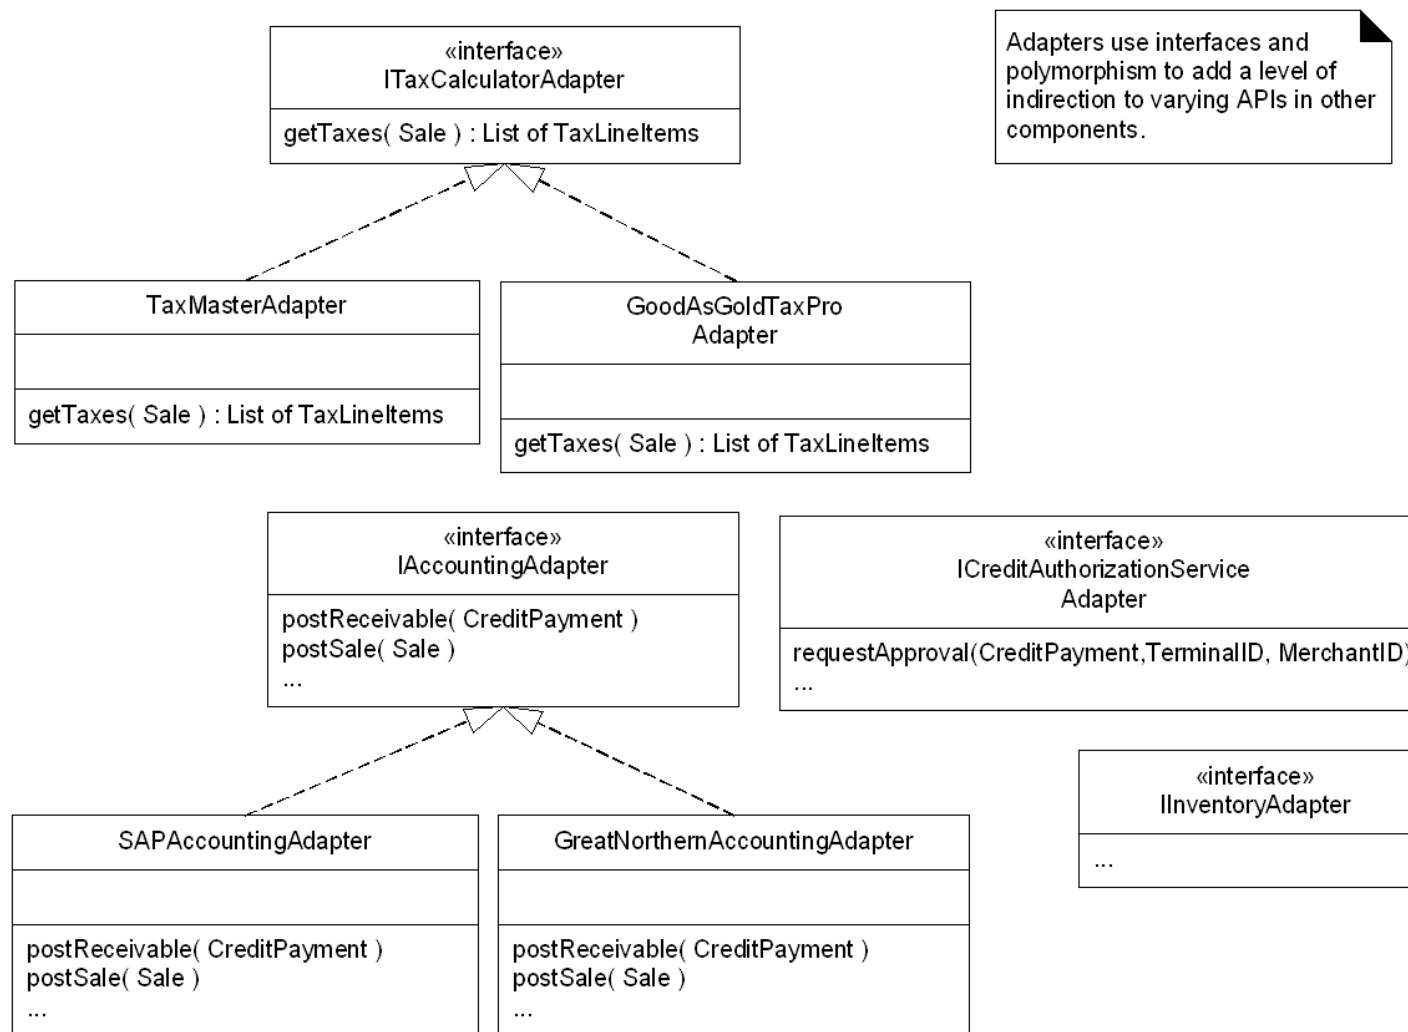 «interface»
ITaxCalculatorAdapter
getTaxes( Sale ) : List of TaxLineItems
Adapters use interfaces and
polymorphism to add a level of
indirection to varying APIs in other
components.
TaxMasterAdapter
getTaxes( Sale ) : List of TaxLineItems
GoodAsGoldTaxPro
Adapter
getTaxes( Sale ) : List of TaxLineItems
«interface»
IAccountingAdapter
postReceivable( CreditPayment )
postSale( Sale )
...
«interface»
ICreditAuthorizationService
Adapter
requestApproval(CreditPayment,TerminalID, MerchantID)
...
«interface»
IInventoryAdapter
...
SAPAccountingAdapter
postReceivable( CreditPayment )
postSale( Sale )
...
GreatNorthernAccountingAdapter
postReceivable( CreditPayment )
postSale( Sale )
...